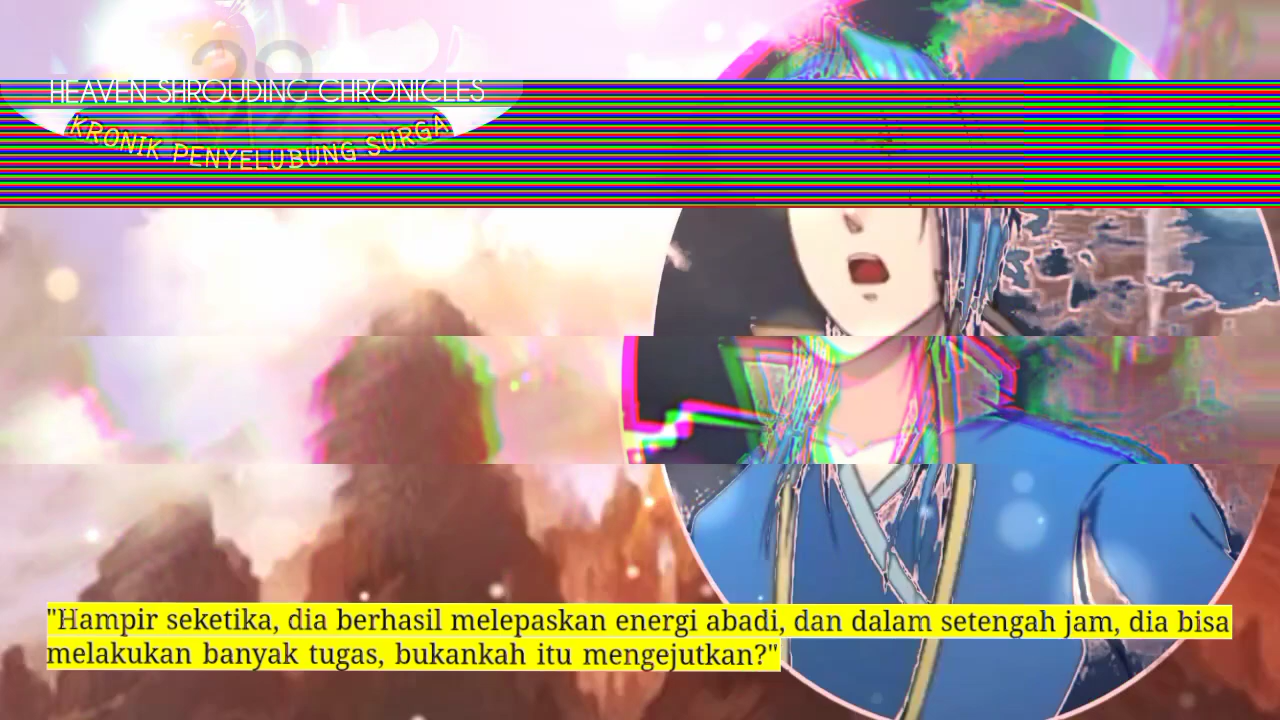 29
HEAVEN SHROUDING CHRONICLES
KRONIK PENYELUBUNG SURGA
"Hampir seketika, dia berhasil melepaskan energi abadi, dan dalam setengah jam, dia bisa
melakukan banyak tugas, bukankah itu mengejutkan?"